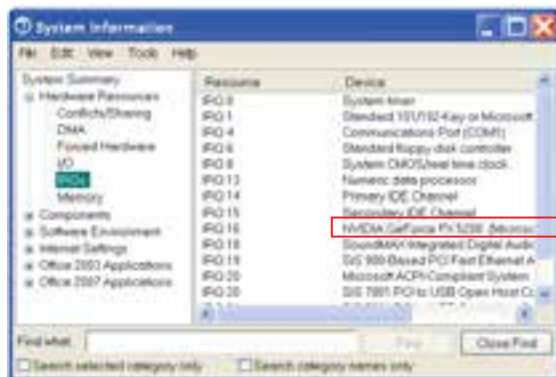 System Information
File Edit View Tools Help
System Summary
Hardware Resources
Conflicts/Sharing
DMA
Forced Hardware
I/O
IRQs
Memory
Components
Software Environment
Internet Settings
Office 2003 Applications
Office 2007 Applications
Resource Device
IRQ 0 System timer
IRQ 1 Standard 101/102-Key or Microsoft
IRQ 4 Communications Port (COM1)
IRQ 6 Standard floppy disk controller
IRQ 8 System CMOS/real time clock
IRQ 13 Numeric data processor
IRQ 14 Primary IDE Channel
IRQ 15 Secondary IDE Channel
IRQ 16 NVIDIA GeForce FX 5200 (Microsof
IRQ 18 SoundMAX Integrated Digital Audio
IRQ 19 SiS 900-Based PCI Fast Ethernet A
IRQ 20 Microsoft ACPI-Compliant System
IRQ 20 SiS 7001 PCI to USB Open Host Co
Find what:
Find
Close Find
Search selected category only
Search category names only